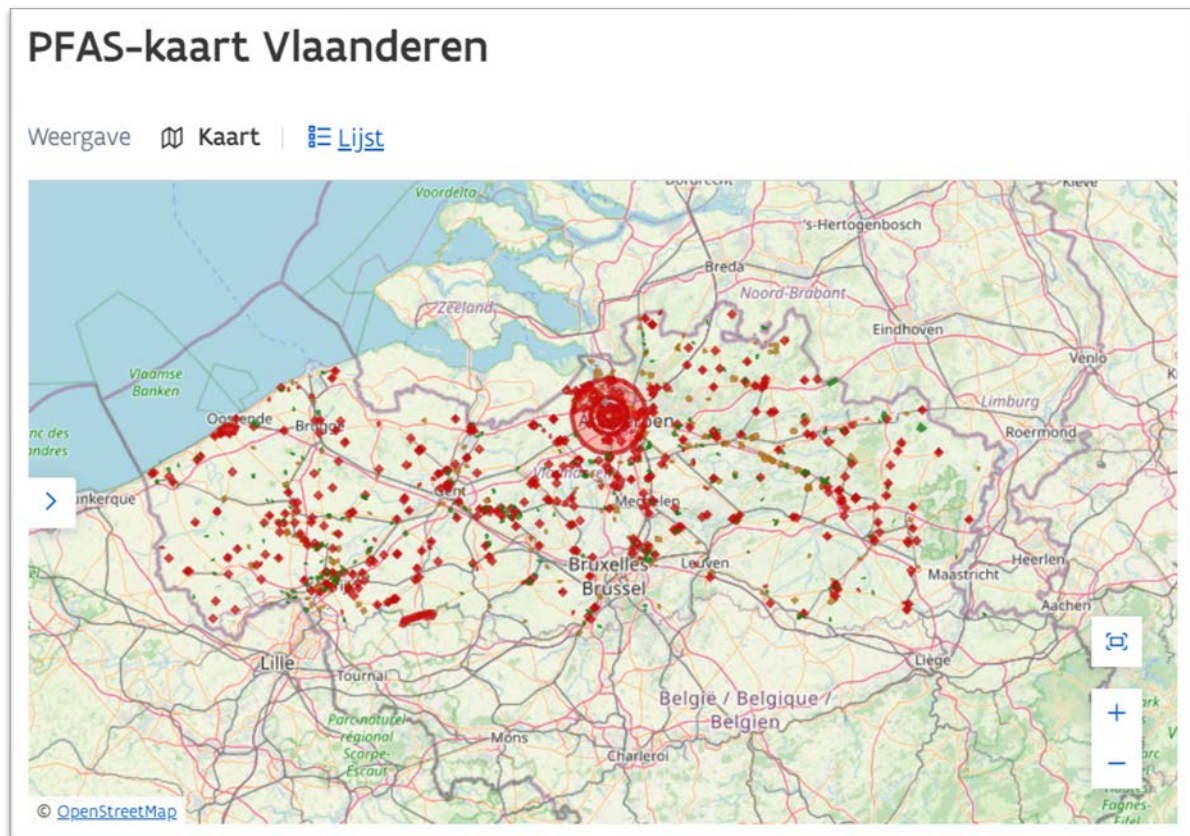 PFAS-kaart Vlaanderen
Weergave Kaart Lijst
Voordelta
's-Hertogenbosch
Breda
Noord-Brabant
Zeeland
Eindhoven
Venlo
Vlaamse
Banken
Limburg
Oostende
Brugge
Roermond
Gent
Mechelen
Bruxelles -
Brussel
Leuven
Heerlen
Maastricht
Aachen
Lille
Tournai
Liège
België / Belgique /
Belgien
Parc naturel
régional
Scarpe-
Escaut
Mons
Charleroi
© OpenStreetMap